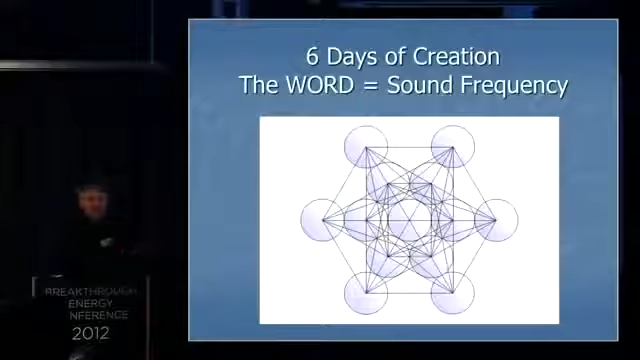 6 Days of Creation
The WORD = Sound Frequency
BREAKTHROUGH
ENERGY
NFERENCE
2012